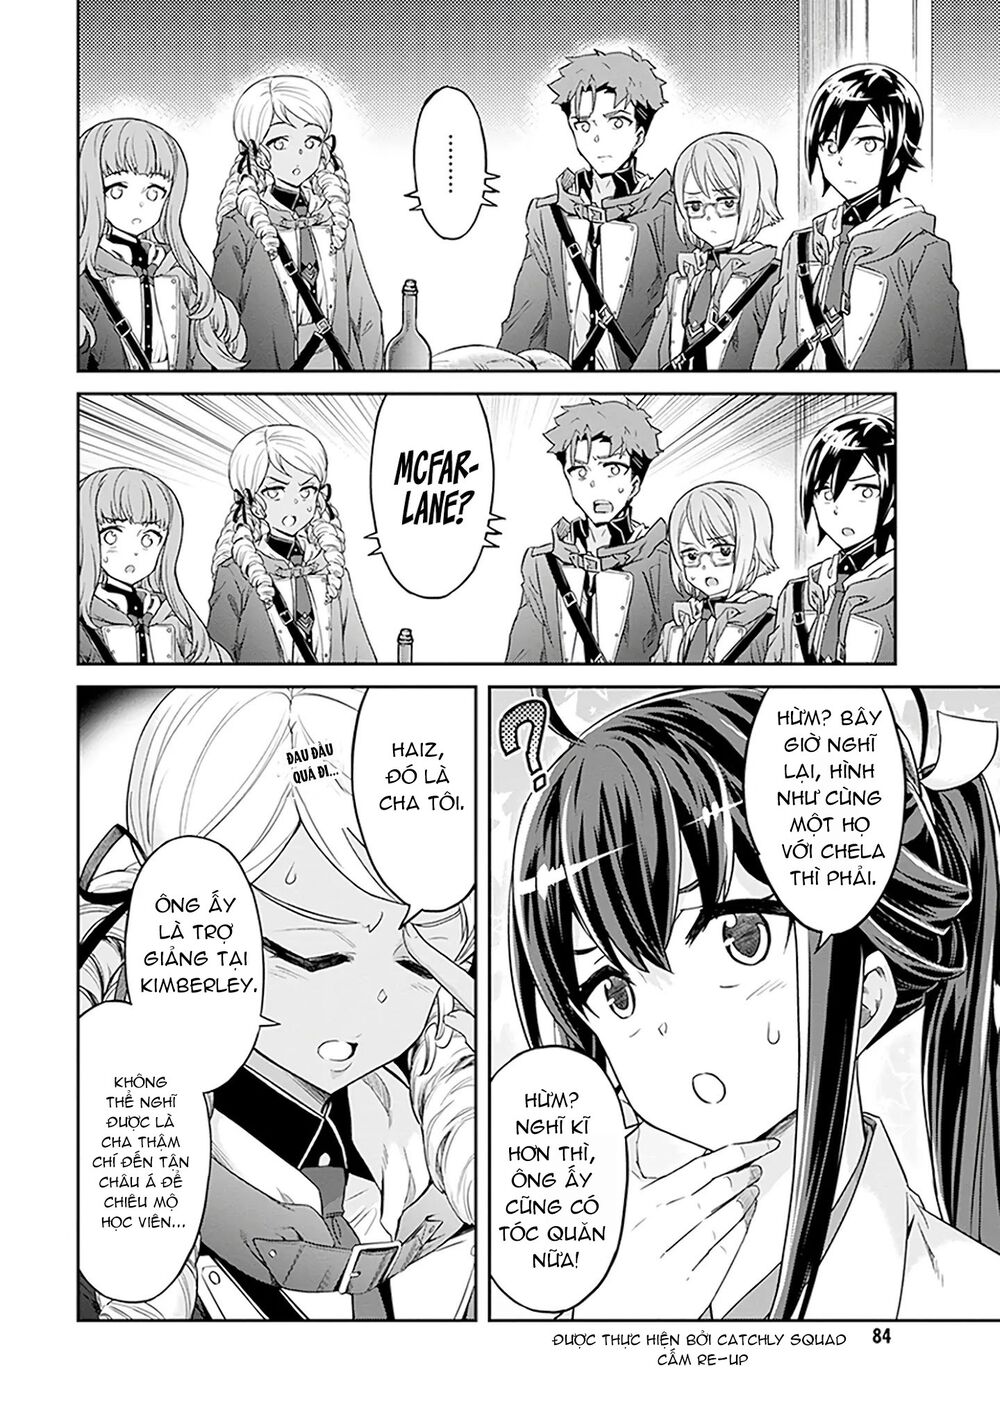 .........
MCFAR-
LANE?
HỪM? BÂY
GIỜ NGHĨ
LẠI, HÌNH
NHƯ CÙNG
MỘT HỌ
VỚI CHELA
THÌ PHẢI.
?
HỪM?
NGHĨ KĨ
HƠN THÌ,
ÔNG ẤY
CŨNG CÓ
TÓC QUĂN
NỮA!
HAIZ,
ĐÓ LÀ
CHA TÔI.
ĐAU ĐẦU
QUÁ ĐI...
ÔNG ẤY
LÀ TRỢ
GIẢNG TẠI
KIMBERLEY.
KHÔNG
THỂ NGHĨ
ĐƯỢC LÀ
CHA THẬM
CHÍ ĐẾN TẬN
CHÂU Á ĐỂ
CHIÊU MỘ
HỌC VIÊN...
ĐƯỢC THỰC HIỆN BỞI CATCHLY SQUAD
CẤM RE-UP
84